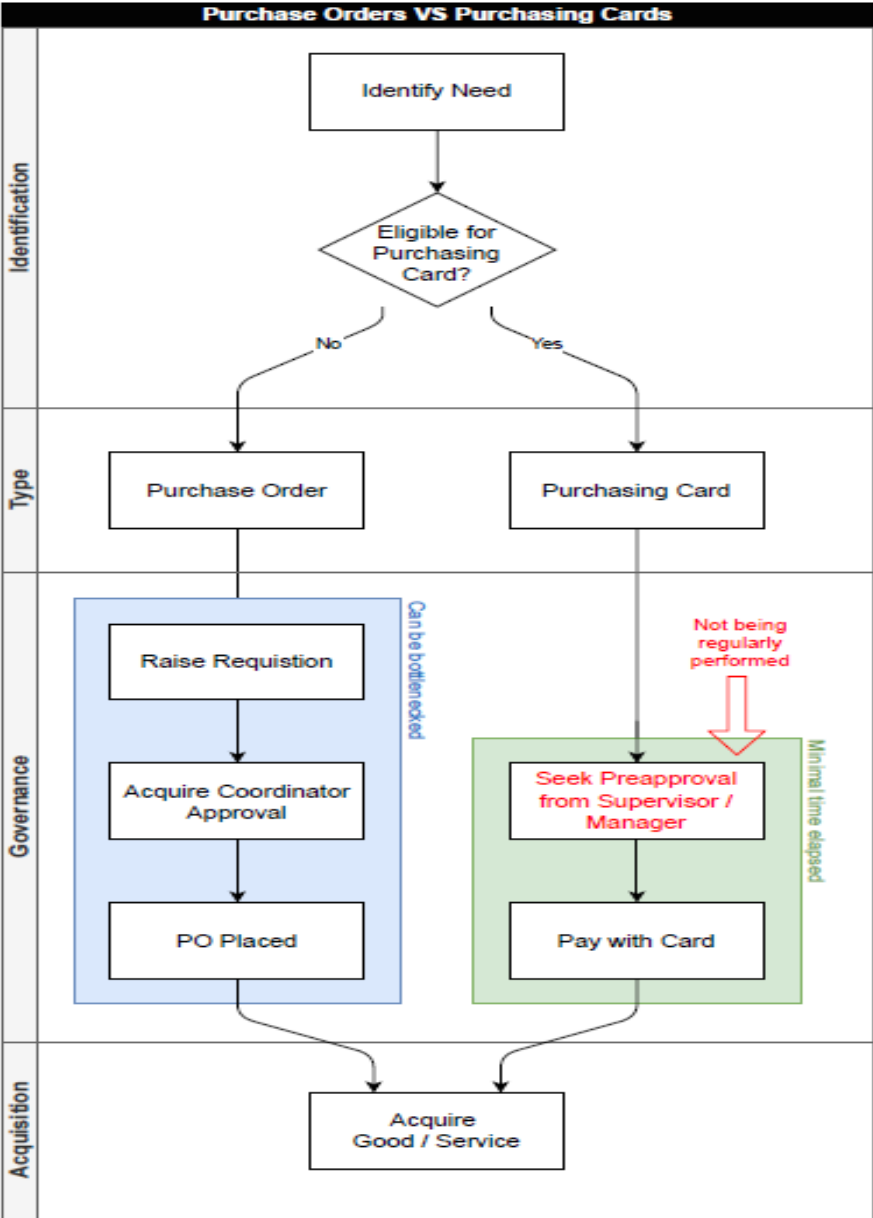 Purchase Orders VS Purchasing Cards
Identification
Identify Need
Eligible for
Purchasing
Card?
No
Yes
Type
Purchase Order
Purchasing Card
Governance
Can be bottlenecked
Raise Requistion
Acquire Coordinator
Approval
PO Placed
Not being
regularly
performed
Minimal time elapsed
Seek Preapproval
from Supervisor /
Manager
Pay with Card
Acquisition
Acquire
Good / Service